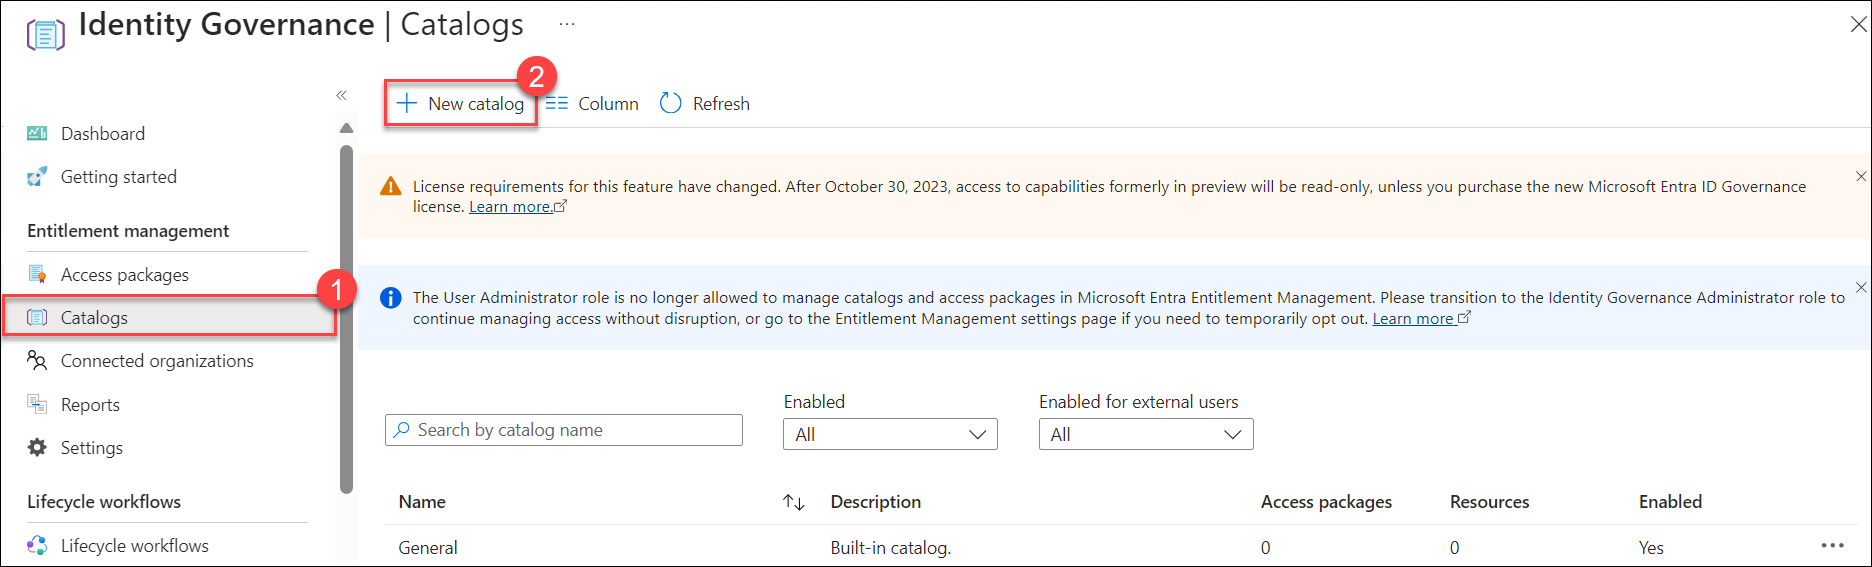 Identity Governance | Catalogs ...
«
Dashboard
Getting started
Entitlement management
Access packages
1
Catalogs
Connected organizations
Reports
Settings
Lifecycle workflows
Lifecycle workflows
2
New catalog Column Refresh
License requirements for this feature have changed. After October 30, 2023, access to capabilities formerly in preview will be read-only, unless you purchase the new Microsoft Entra ID Governance
license. Learn more.
The User Administrator role is no longer allowed to manage catalogs and access packages in Microsoft Entra Entitlement Management. Please transition to the Identity Governance Administrator role to
continue managing access without disruption, or go to the Entitlement Management settings page if you need to temporarily opt out. Learn more
Enabled Enabled for external users
Search by catalog name All All
Name Description Access packages Resources Enabled
General Built-in catalog. 0 0 Yes ...